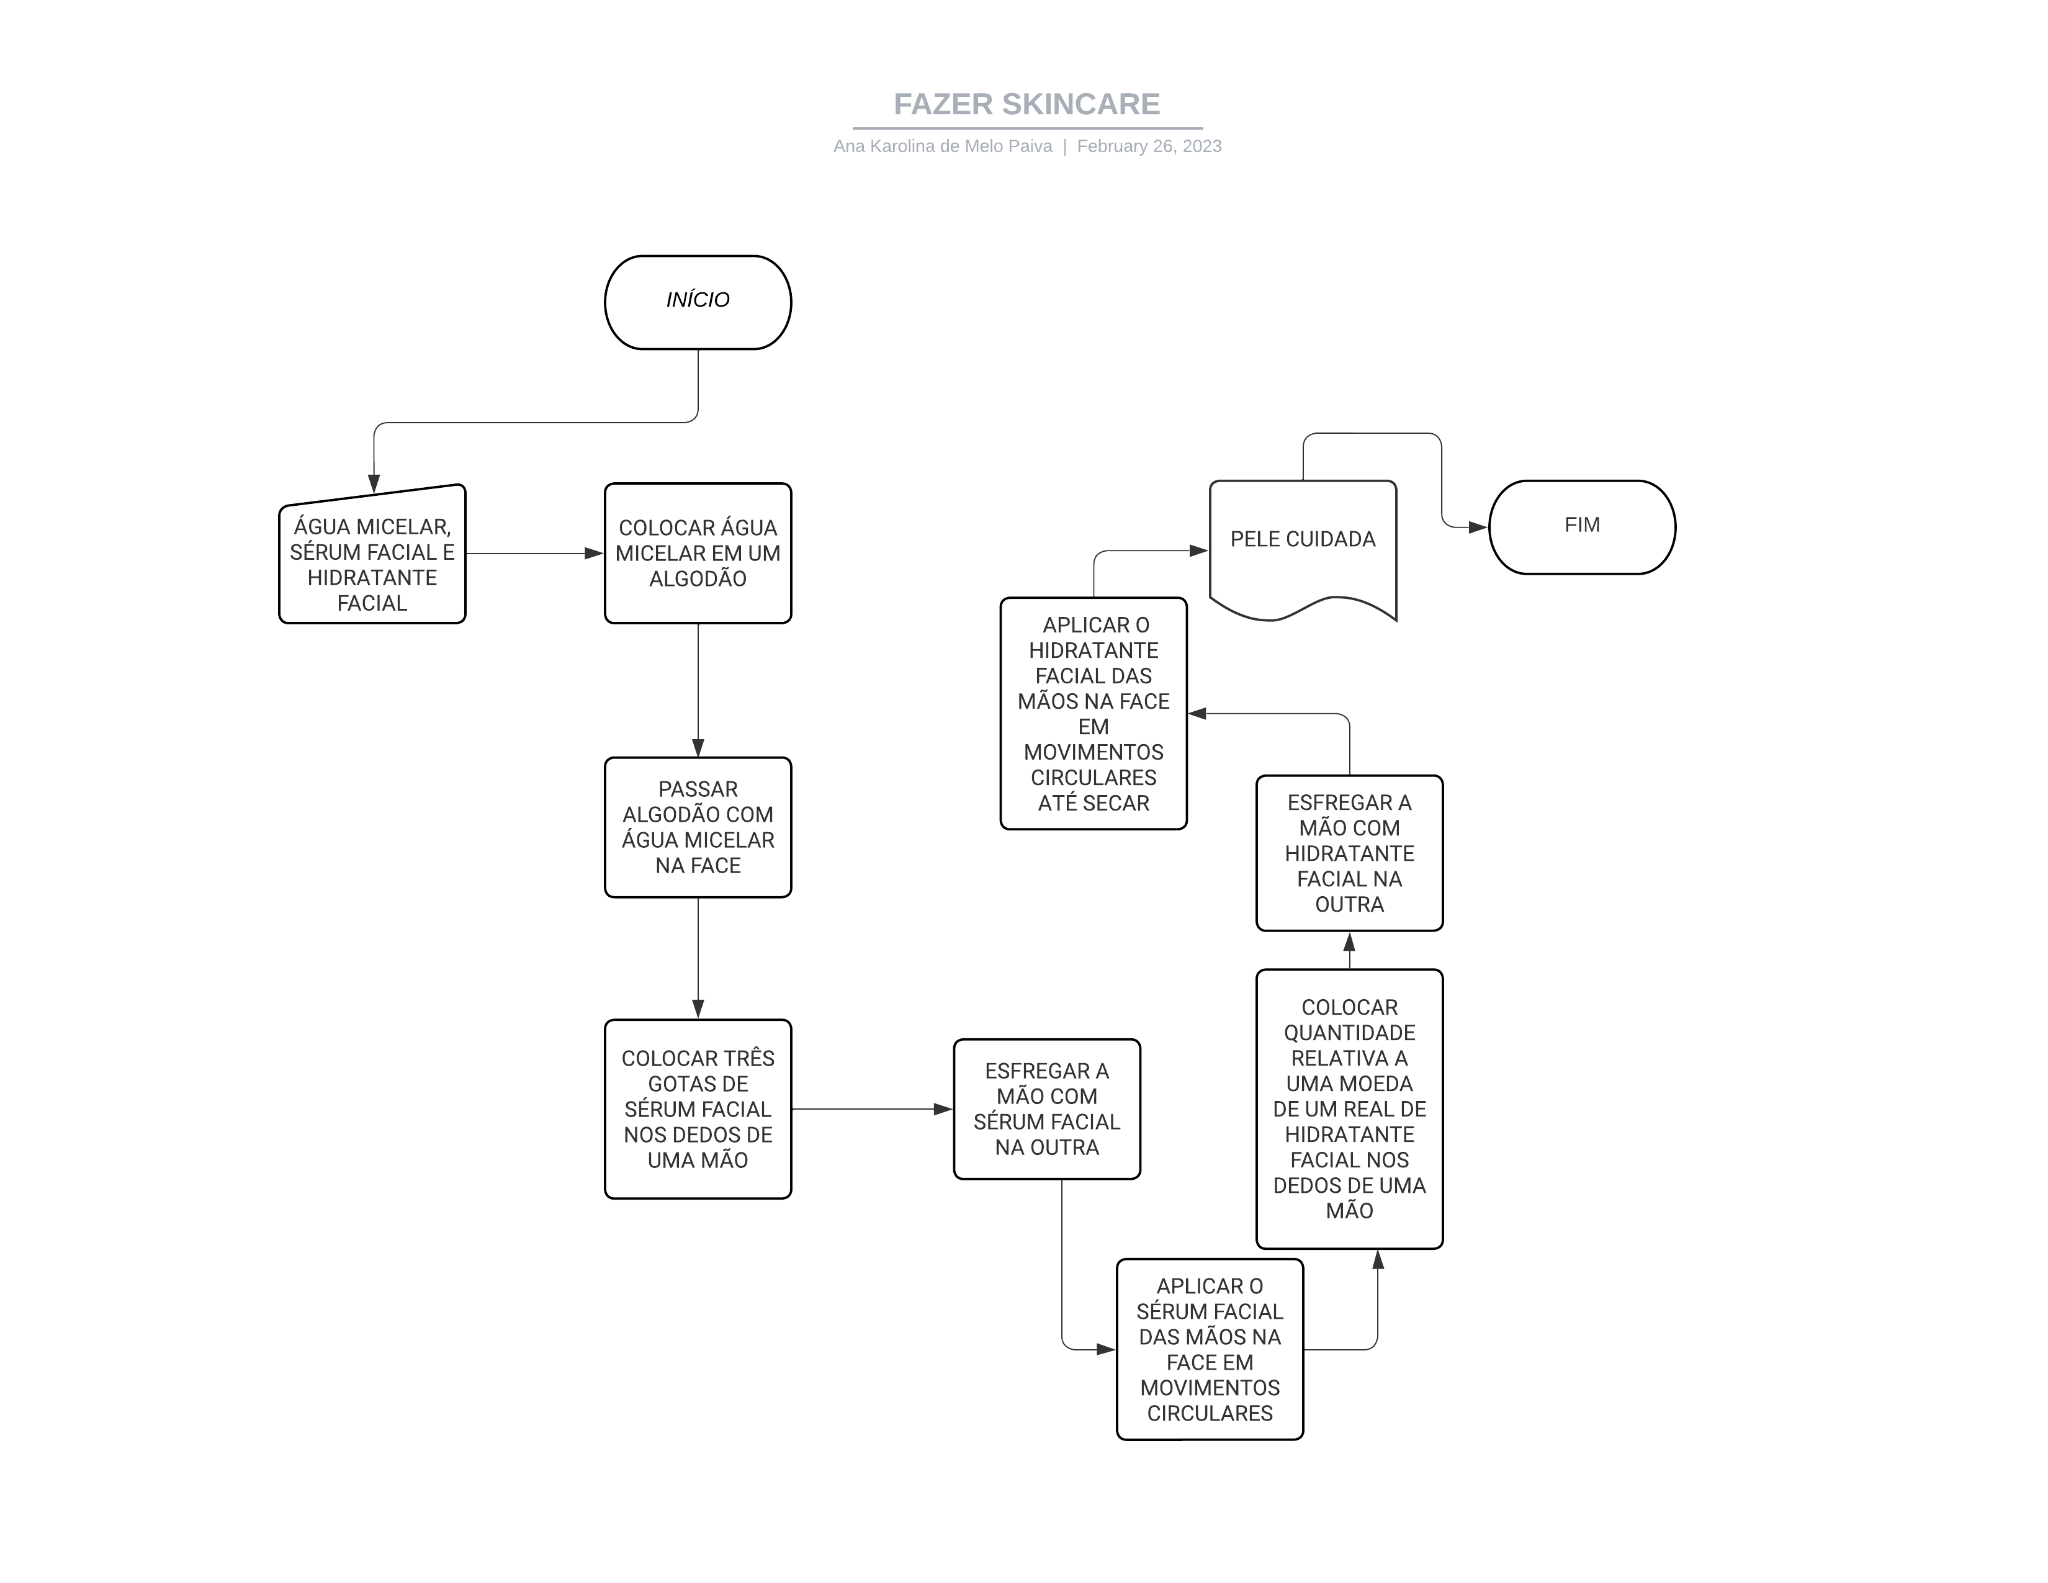 FAZER SKINCARE
Ana Karolina de Melo Paiva | February 26, 2023
INÍCIO
ÁGUA MICELAR,
SÉRUM FACIAL E
HIDRATANTE
FACIAL
COLOCAR ÁGUA
MICELAR EM UM
ALGODÃO
PASSAR
ALGODÃO COM
ÁGUA MICELAR
NA FACE
COLOCAR TRÊS
GOTAS DE
SÉRUM FACIAL
NOS DEDOS DE
UMA MÃO
ESFREGAR A
MÃO COM
SÉRUM FACIAL
NA OUTRA
APLICAR O
SÉRUM FACIAL
DAS MÃOS NA
FACE EM
MOVIMENTOS
CIRCULARES
COLOCAR
QUANTIDADE
RELATIVA A
UMA MOEDA
DE UM REAL DE
HIDRATANTE
FACIAL NOS
DEDOS DE UMA
MÃO
ESFREGAR A
MÃO COM
HIDRATANTE
FACIAL NA
OUTRA
APLICAR O
HIDRATANTE
FACIAL DAS
MÃOS NA FACE
EM
MOVIMENTOS
CIRCULARES
ATÉ SECAR
PELE CUIDADA
FIM